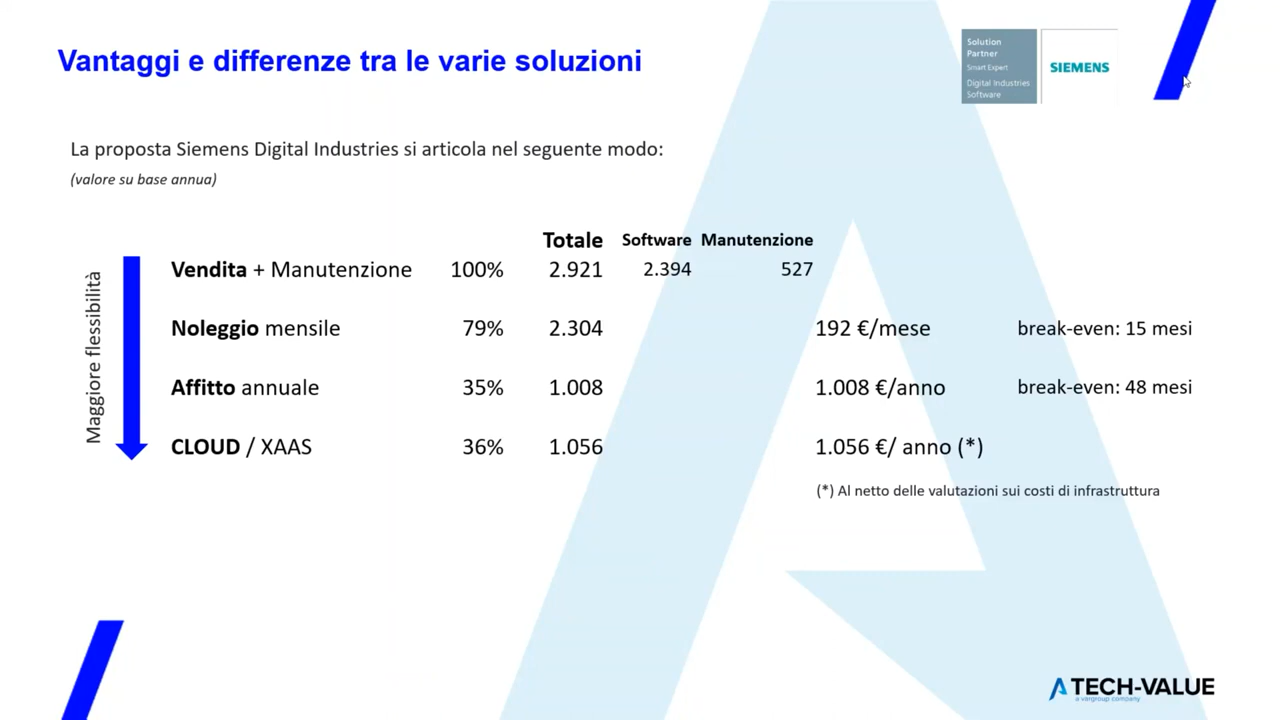 Vantaggi e differenze tra le varie soluzioni
Solution
Partner
Smart Expert
Digital Industries
Software
SIEMENS
La proposta Siemens Digital Industries si articola nel seguente modo:
(valore su base annua)
Totale Software Manutenzione
Vendita + Manutenzione 100% 2.921 2.394 527
Noleggio mensile 79% 2.304 192 €/mese break-even: 15 mesi
Affitto annuale 35% 1.008 1.008 €/anno break-even: 48 mesi
CLOUD / XAAS 36% 1.056 1.056 €/ anno (*)
(*) Al netto delle valutazioni sui costi di infrastruttura
Maggiore flessibilità
TECH-VALUE
a vargroup company